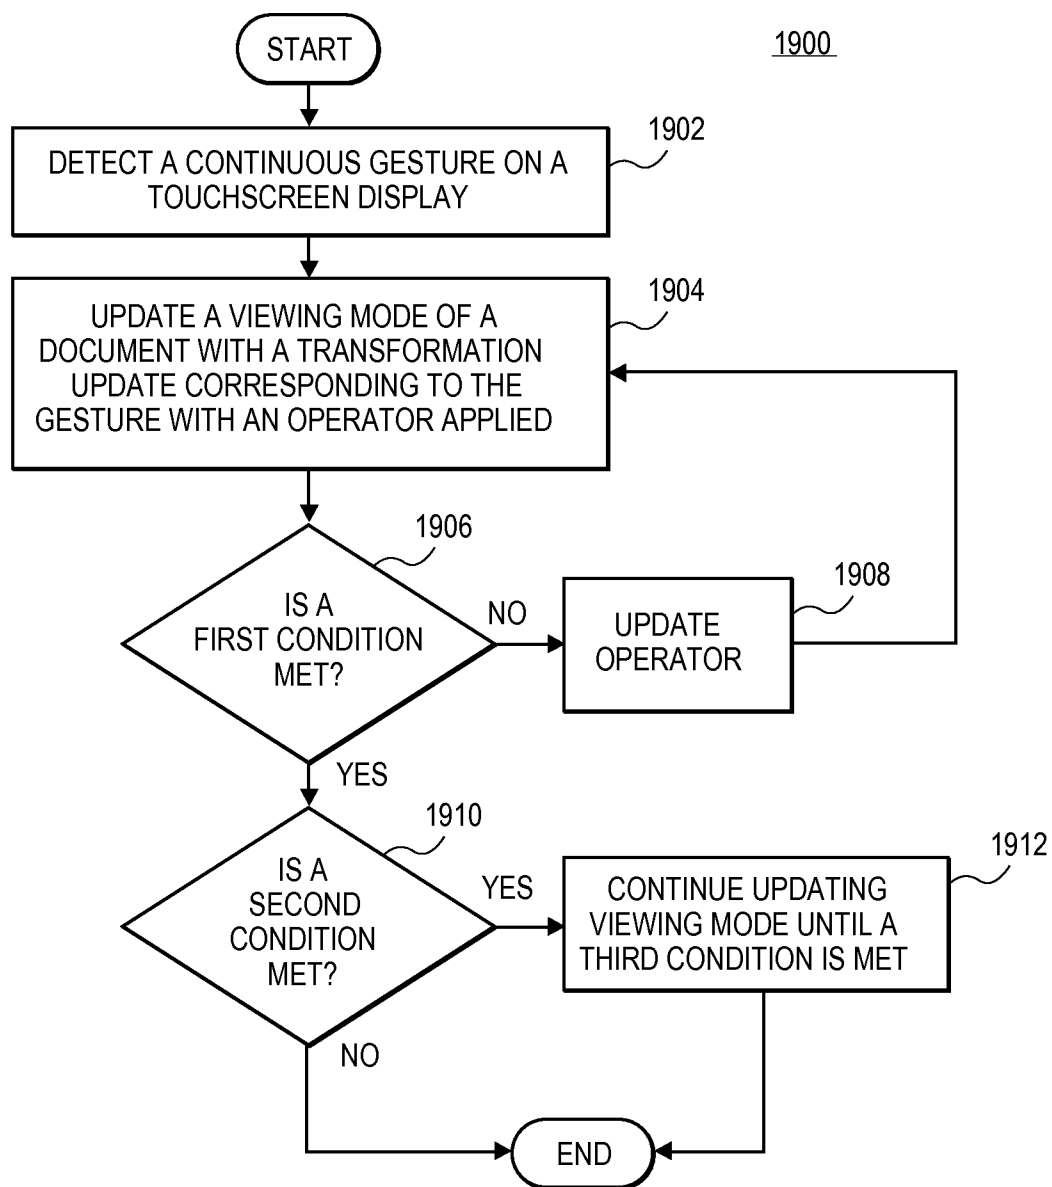 START
1900
1902
DETECT A CONTINUOUS GESTURE ON A
TOUCHSCREEN DISPLAY
1904
UPDATE A VIEWING MODE OF A
DOCUMENT WITH A TRANSFORMATION
UPDATE CORRESPONDING TO THE
GESTURE WITH AN OPERATOR APPLIED
1906
IS A
FIRST CONDITION
MET?
NO
1908
UPDATE
OPERATOR
YES
1910
IS A
SECOND
CONDITION
MET?
YES
1912
CONTINUE UPDATING
VIEWING MODE UNTIL A
THIRD CONDITION IS MET
NO
END